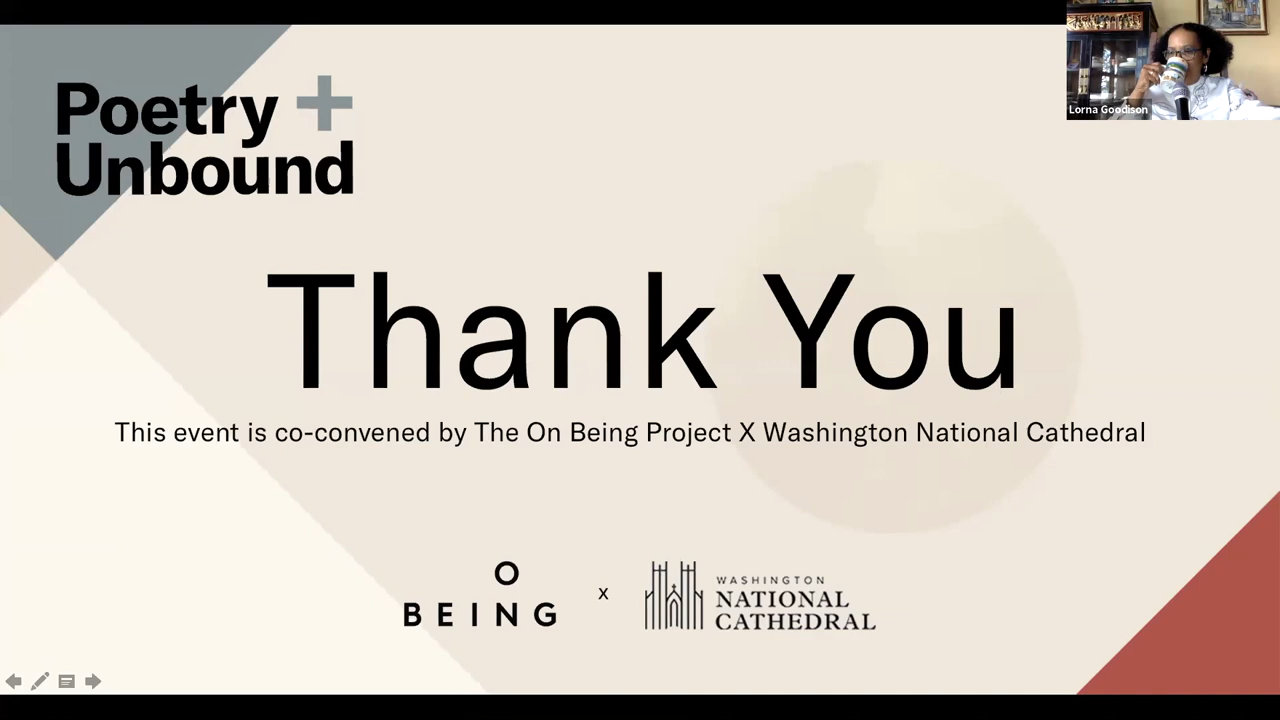 Poetry +
Unbound
Lorna Goodison
Thank You
This event is co-convened by The On Being Project X Washington National Cathedral
O
BEING
x
WASHINGTON
NATIONAL
CATHEDRAL